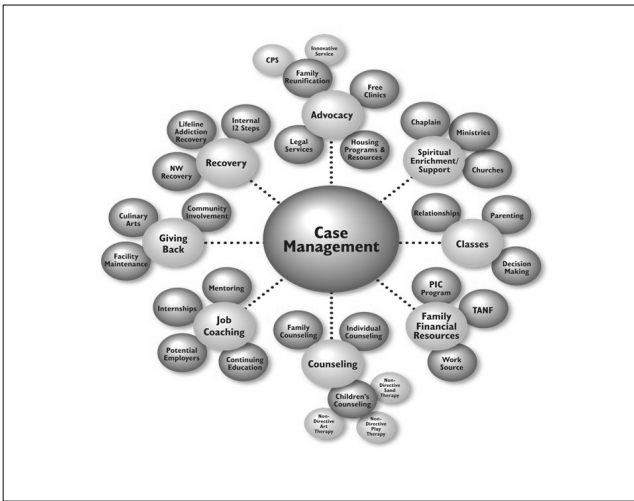 Innovative
Service
CPS
Family
Reunification
Free
Clinics
Advocacy
Legal
Services
Housing
Programs &
Resources
Chaplain
Ministries
Spiritual
Enrichment/
Support
Churches
Lifeline
Addiction
Recovery
Internal
12 Steps
Recovery
NW
Recovery
Case
Management
Relationships
Parenting
Classes
Decision
Making
Culinary
Arts
Community
Involvement
Giving
Back
Facility
Maintenance
PIC
Program
TANF
Family
Financial
Resources
Work
Source
Mentoring
Internships
Job
Coaching
Potential
Employers
Continuing
Education
Family
Counseling
Individual
Counseling
Counseling
Children's
Counseling
Non-
Directive
Sand
Therapy
Non-
Directive
Art
Therapy
Non-
Directive
Play
Therapy